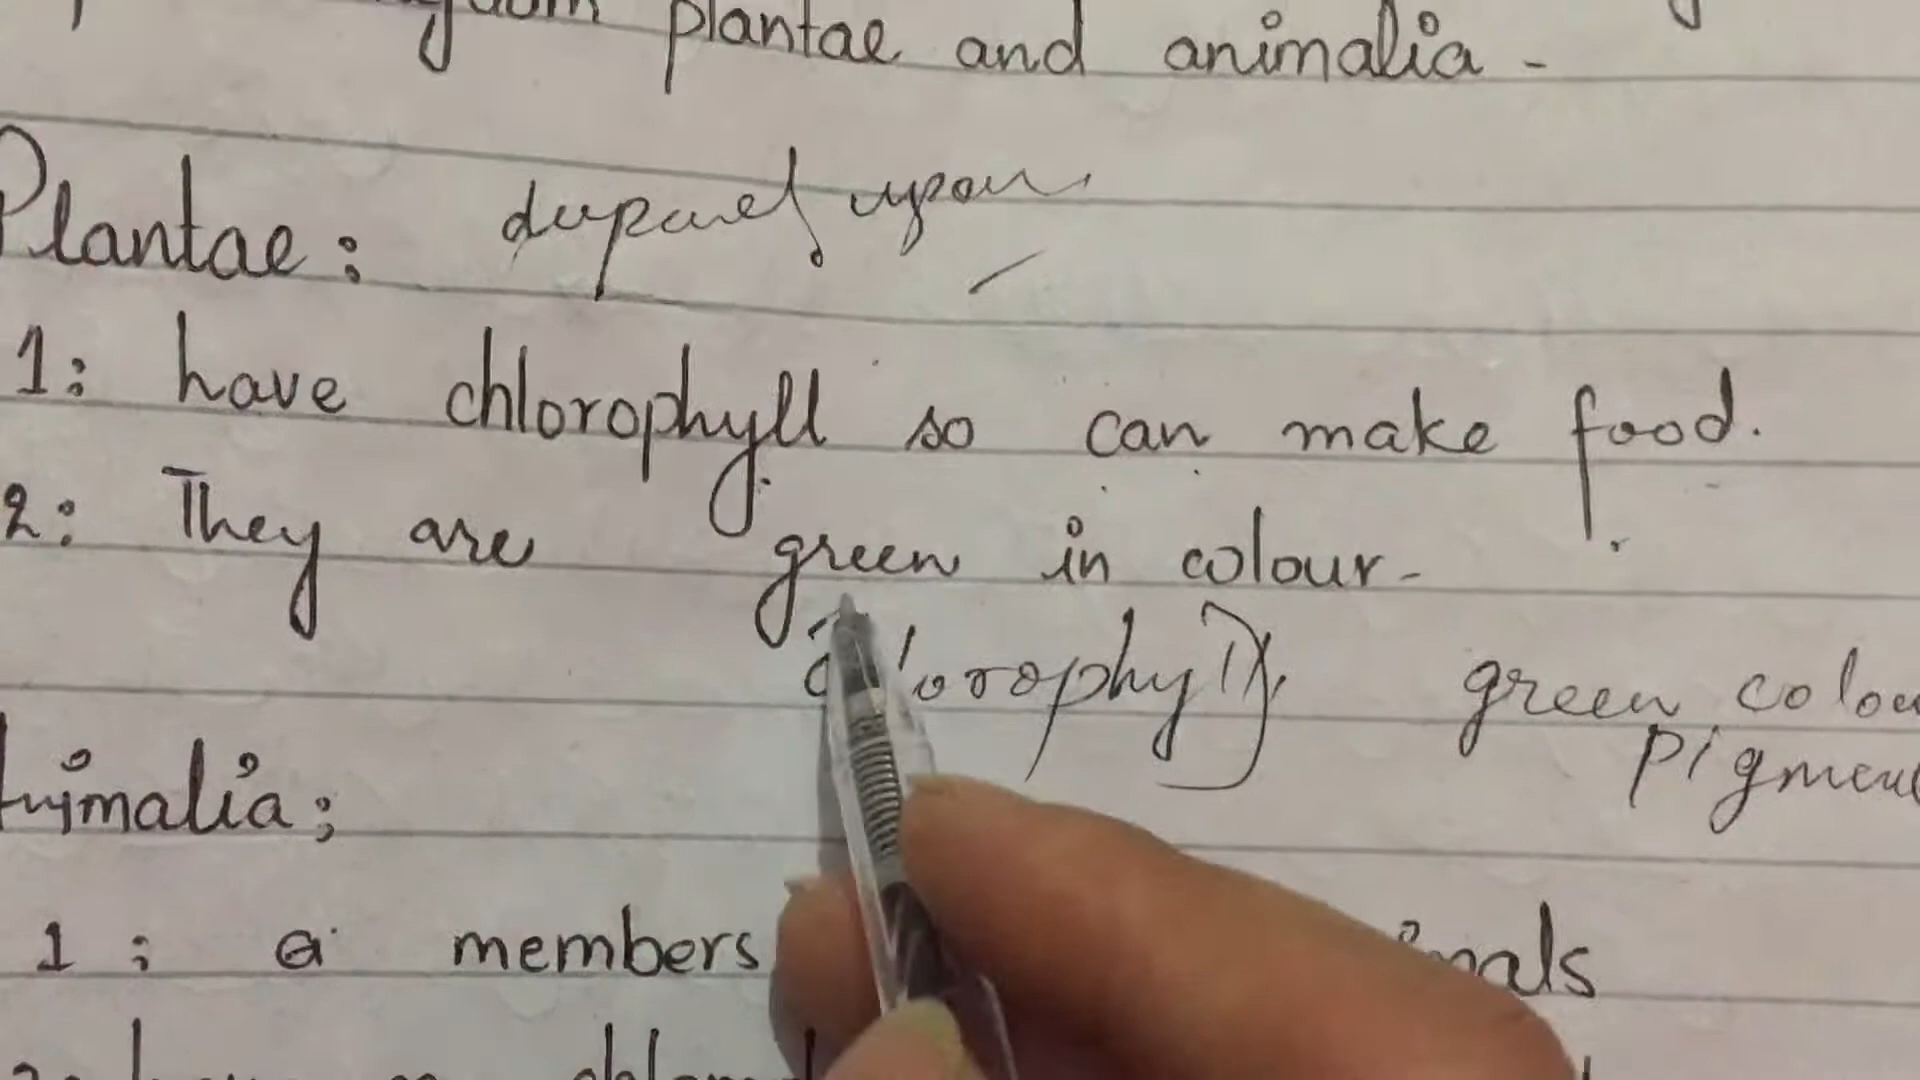 plantae and animalia -
Plantae: depend upon
1: have chlorophyll so can make food.
2: They are green in colour-
chlorophyll, green colou
pigment
Animalia:
1: a members